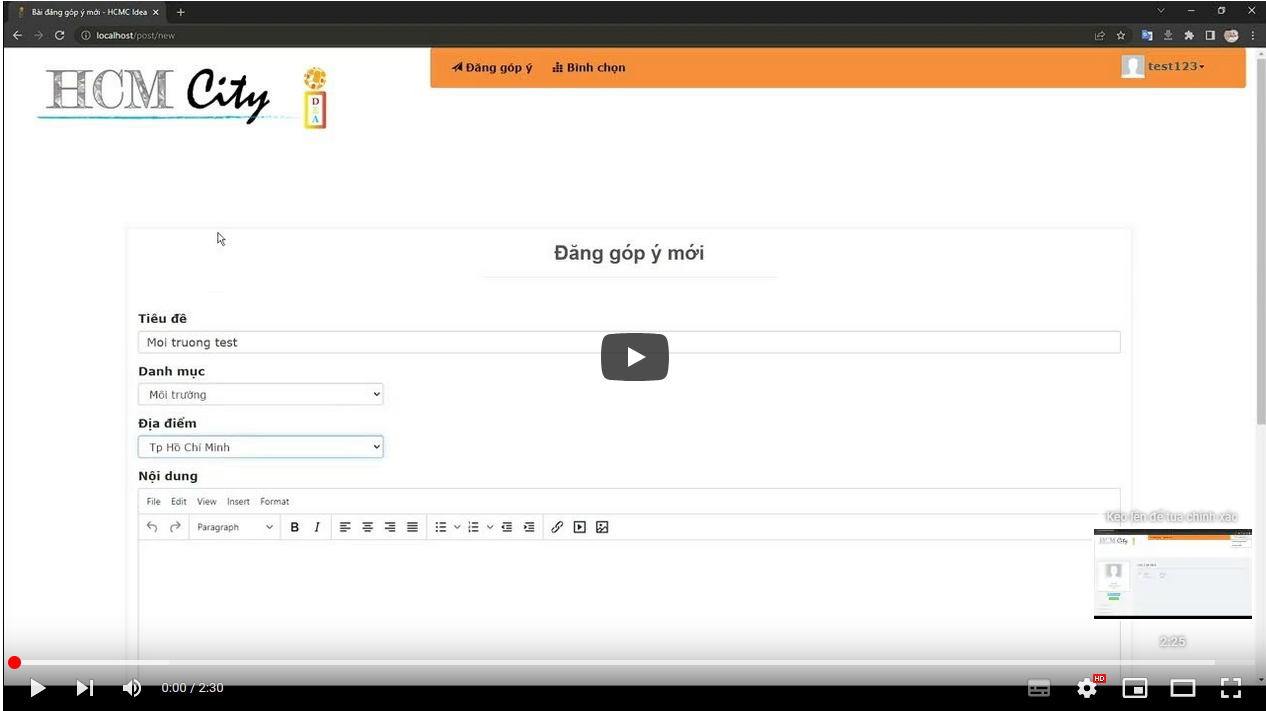 Bài đăng góp ý mới - HCMC Idea
localhost/post/new
HCM City
I
D
E
A
Đăng góp ý
Bình chọn
test123
Đăng góp ý mới
Tiêu đề
Moi truong test
Danh mục
Môi trường
Địa điểm
Tp Hồ Chí Minh
Nội dung
File Edit View Insert Format
Paragraph
B I
Kéo lên để tua chính xác
HCM City
2:25
0:00 / 2:30
HD